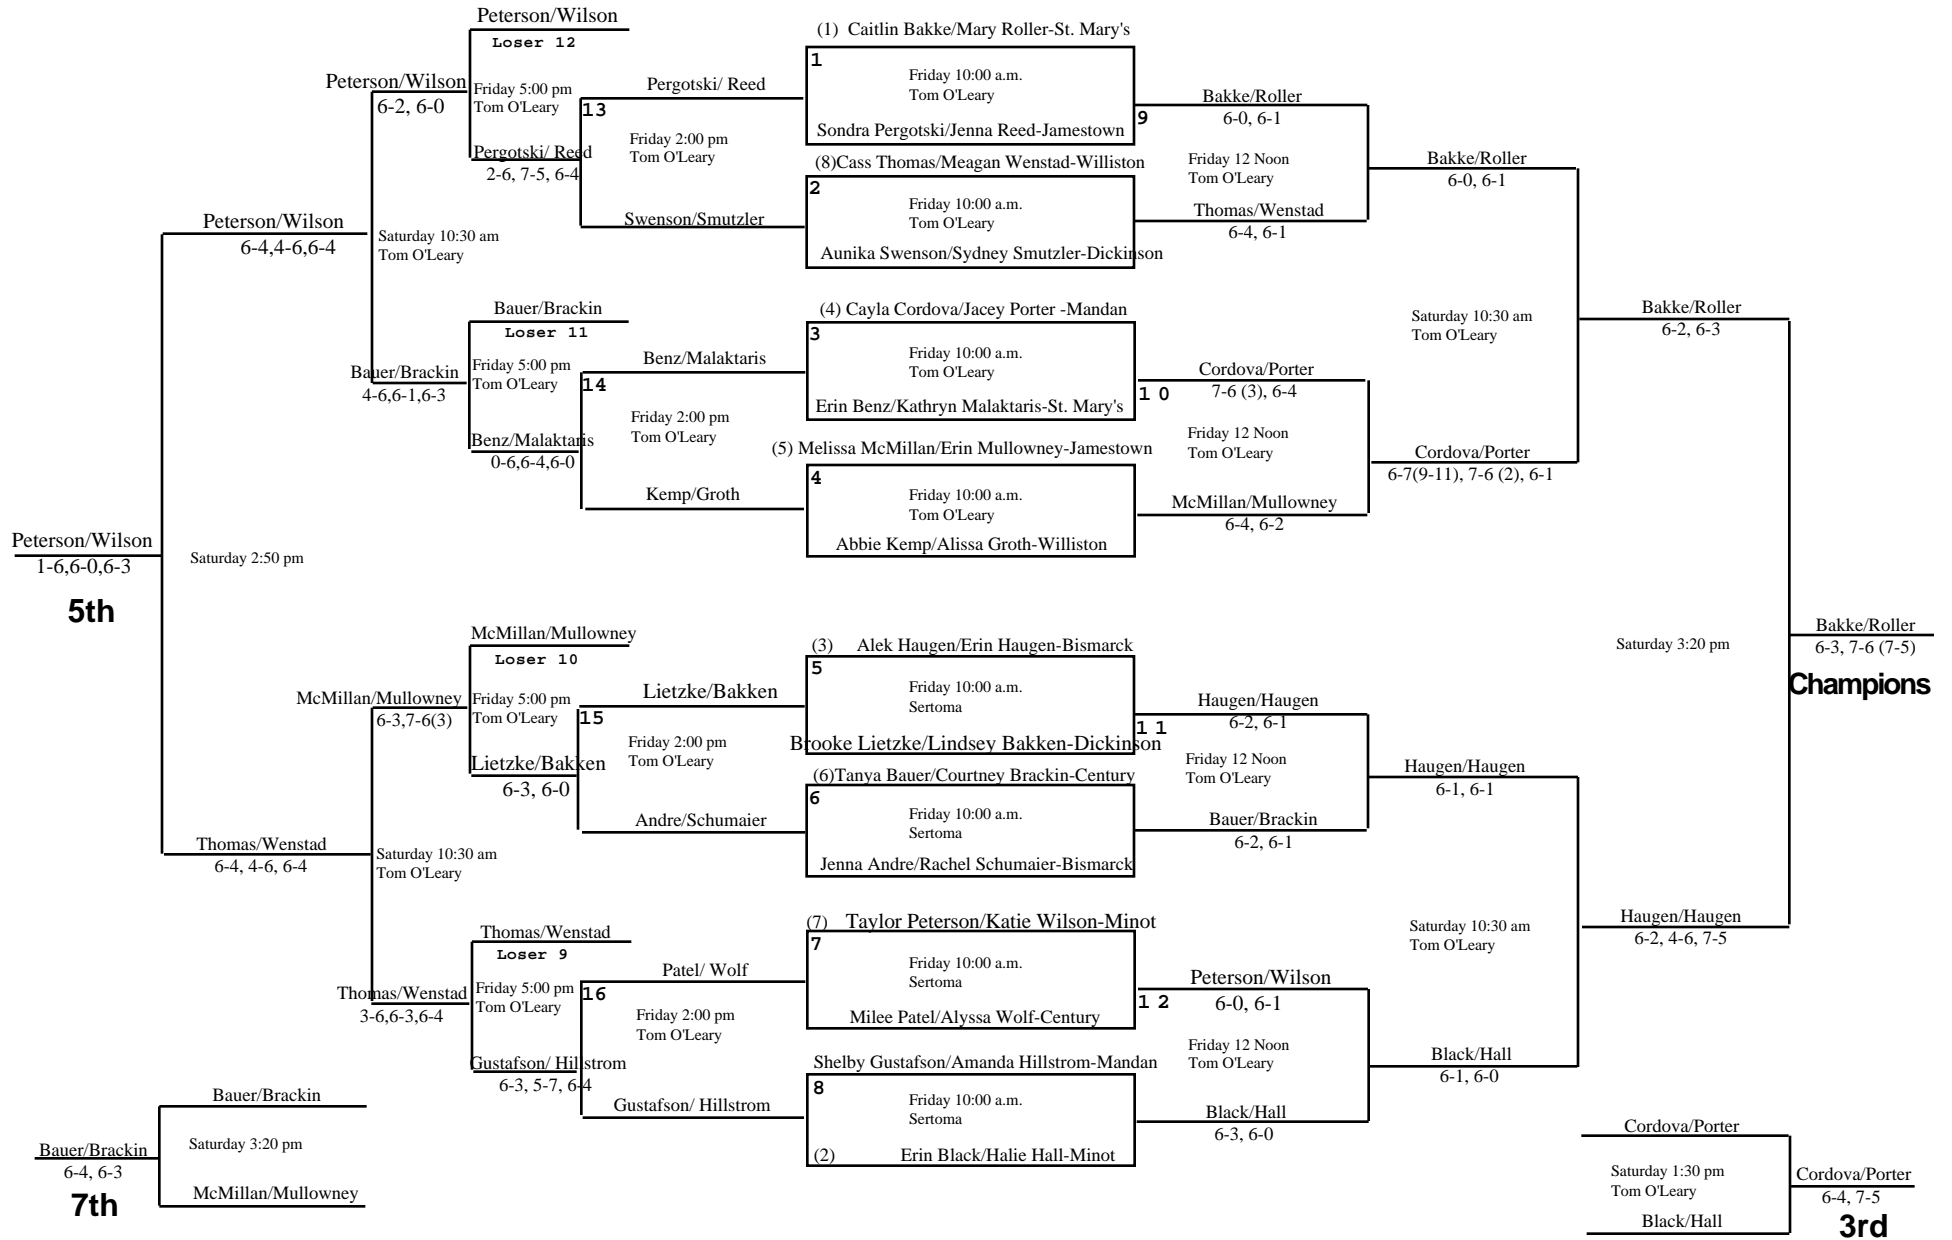 Peterson/Wilson
Loser 12
Peterson/Wilson
6-2, 6-0
Friday 5:00 pm
Tom O'Leary
Pergotski/ Reed
2-6, 7-5, 6-4
13
Pergotski/ Reed
Friday 2:00 pm
Tom O'Leary
Swenson/Smutzler
Peterson/Wilson
6-4,4-6,6-4
Saturday 10:30 am
Tom O'Leary
Bauer/Brackin
Loser 11
Bauer/Brackin
4-6,6-1,6-3
Friday 5:00 pm
Tom O'Leary
Benz/Malaktaris
0-6,6-4,6-0
14
Benz/Malaktaris
Friday 2:00 pm
Tom O'Leary
Kemp/Groth
Peterson/Wilson
1-6,6-0,6-3
5th
Saturday 2:50 pm
McMillan/Mullowney
Loser 10
McMillan/Mullowney
6-3,7-6(3)
Friday 5:00 pm
Tom O'Leary
Lietzke/Bakken
6-3, 6-0
15
Lietzke/Bakken
Friday 2:00 pm
Tom O'Leary
Andre/Schumaier
Thomas/Wenstad
6-4, 4-6, 6-4
Saturday 10:30 am
Tom O'Leary
Thomas/Wenstad
Loser 9
Thomas/Wenstad
3-6,6-3,6-4
Friday 5:00 pm
Tom O'Leary
Gustafson/ Hillstrom
6-3, 5-7, 6-4
16
Patel/ Wolf
Friday 2:00 pm
Tom O'Leary
Gustafson/ Hillstrom
Bauer/Brackin
Saturday 3:20 pm
McMillan/Mullowney
Bauer/Brackin
6-4, 6-3
7th
(1) Caitlin Bakke/Mary Roller-St. Mary's
1
Friday 10:00 a.m.
Tom O'Leary
Sondra Pergotski/Jenna Reed-Jamestown
(8)Cass Thomas/Meagan Wenstad-Williston
2
Friday 10:00 a.m.
Tom O'Leary
Aunika Swenson/Sydney Smutzler-Dickinson
(4) Cayla Cordova/Jacey Porter -Mandan
3
Friday 10:00 a.m.
Tom O'Leary
Erin Benz/Kathryn Malaktaris-St. Mary's
(5) Melissa McMillan/Erin Mullowney-Jamestown
4
Friday 10:00 a.m.
Tom O'Leary
Abbie Kemp/Alissa Groth-Williston
(3) Alek Haugen/Erin Haugen-Bismarck
5
Friday 10:00 a.m.
Sertoma
Brooke Lietzke/Lindsey Bakken-Dickinson
(6)Tanya Bauer/Courtney Brackin-Century
6
Friday 10:00 a.m.
Sertoma
Jenna Andre/Rachel Schumaier-Bismarck
(7) Taylor Peterson/Katie Wilson-Minot
7
Friday 10:00 a.m.
Sertoma
Milee Patel/Alyssa Wolf-Century
Shelby Gustafson/Amanda Hillstrom-Mandan
8
Friday 10:00 a.m.
Sertoma
(2) Erin Black/Halie Hall-Minot
Bakke/Roller
9
6-0, 6-1
Friday 12 Noon
Tom O'Leary
Thomas/Wenstad
6-4, 6-1
Cordova/Porter
10
7-6 (3), 6-4
Friday 12 Noon
Tom O'Leary
McMillan/Mullowney
6-4, 6-2
Haugen/Haugen
11
6-2, 6-1
Friday 12 Noon
Tom O'Leary
Bauer/Brackin
6-2, 6-1
Peterson/Wilson
12
6-0, 6-1
Friday 12 Noon
Tom O'Leary
Black/Hall
6-3, 6-0
Bakke/Roller
6-0, 6-1
Saturday 10:30 am
Tom O'Leary
Cordova/Porter
6-7(9-11), 7-6 (2), 6-1
Haugen/Haugen
6-1, 6-1
Saturday 10:30 am
Tom O'Leary
Black/Hall
6-1, 6-0
Bakke/Roller
6-2, 6-3
Saturday 3:20 pm
Haugen/Haugen
6-2, 4-6, 7-5
Bakke/Roller
6-3, 7-6 (7-5)
Champions
Cordova/Porter
Saturday 1:30 pm
Tom O'Leary
Black/Hall
Cordova/Porter
6-4, 7-5
3rd